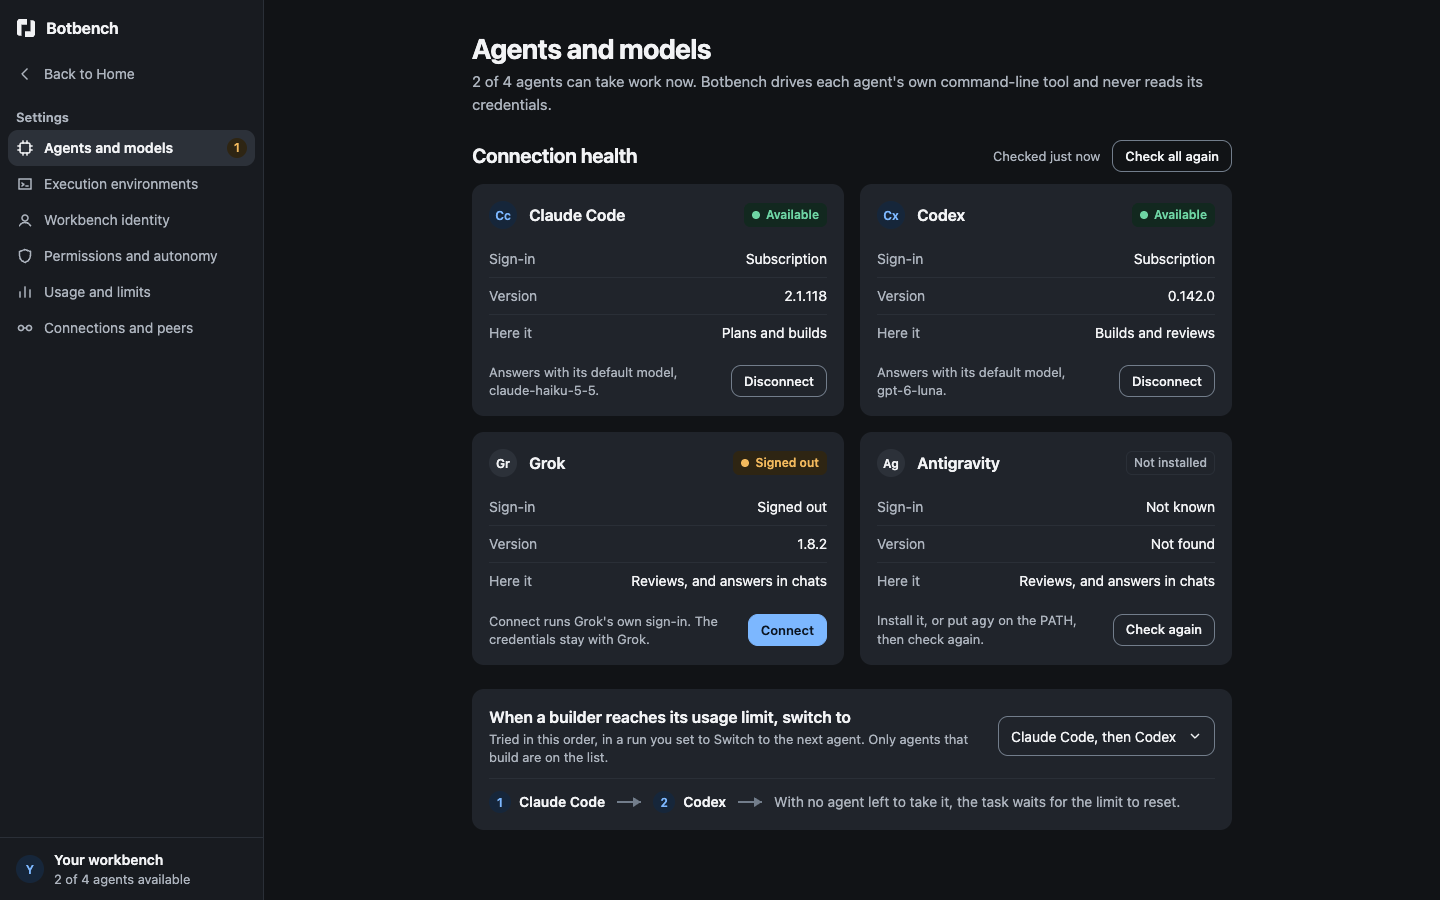 Botbench
Back to Home
Settings
Agents and models 1
Execution environments
Workbench identity
Permissions and autonomy
Usage and limits
Connections and peers
Your workbench
Y
2 of 4 agents available
Agents and models
2 of 4 agents can take work now. Botbench drives each agent's own command-line tool and never reads its
credentials.
Connection health
Checked just now
Check all again
Cc Claude Code Available
Sign-in Subscription
Version 2.1.118
Here it Plans and builds
Answers with its default model,
claude-haiku-5-5.
Disconnect
Cx Codex Available
Sign-in Subscription
Version 0.142.0
Here it Builds and reviews
Answers with its default model,
gpt-6-luna.
Disconnect
Gr Grok Signed out
Sign-in Signed out
Version 1.8.2
Here it Reviews, and answers in chats
Connect runs Grok's own sign-in. The
credentials stay with Grok.
Connect
Ag Antigravity Not installed
Sign-in Not known
Version Not found
Here it Reviews, and answers in chats
Install it, or put agy on the PATH,
then check again.
Check again
When a builder reaches its usage limit, switch to
Tried in this order, in a run you set to Switch to the next agent. Only agents that
build are on the list.
Claude Code, then Codex
1 Claude Code 2 Codex With no agent left to take it, the task waits for the limit to reset.